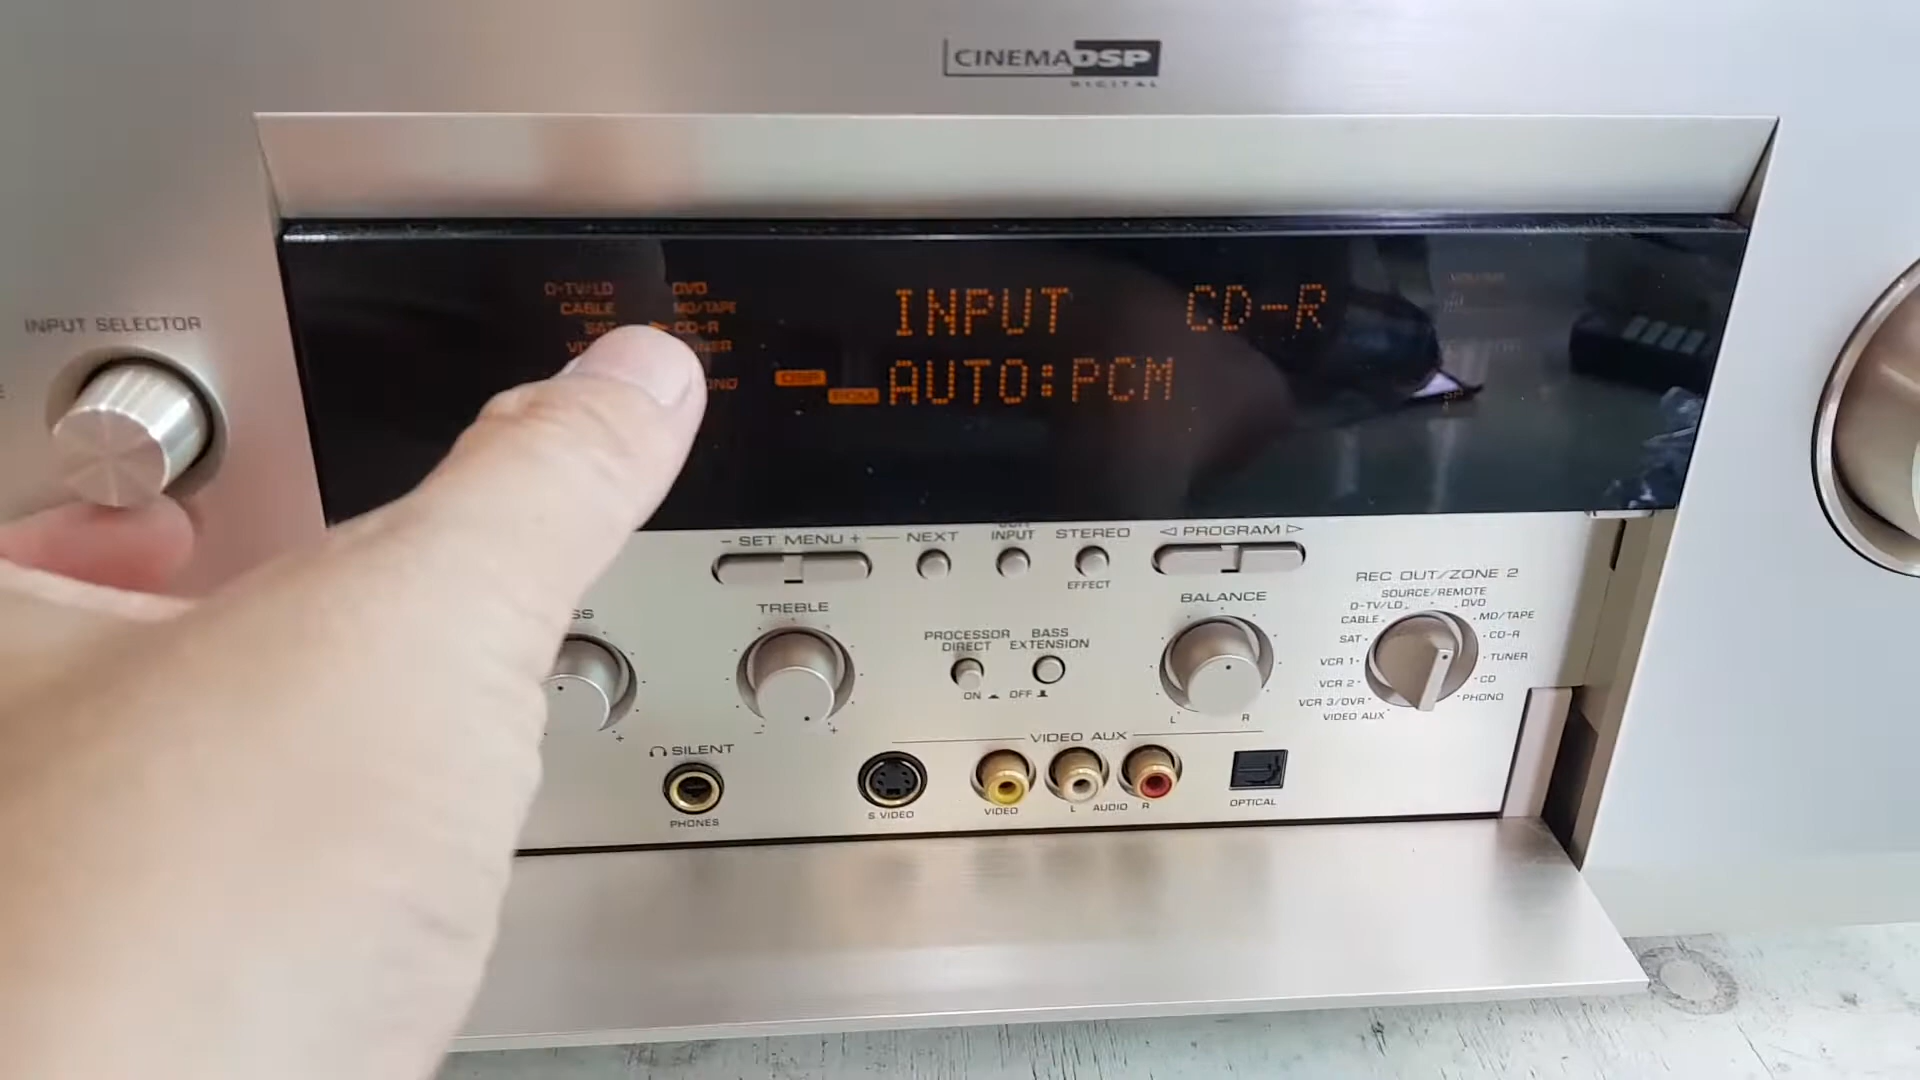 CINEMA DSP
DIGITAL
INPUT SELECTOR
D-TV/LD DVD
CABLE MD/TAPE
SAT CD-R
INPUT CD-R
DSP
PCM AUTO:PCM
VOLUME
- SET MENU +
NEXT
INPUT
STEREO
EFFECT
◁ PROGRAM ▷
TREBLE
- +
PROCESSOR DIRECT
BASS EXTENSION
ON OFF
BALANCE
L R
REC OUT/ZONE 2
SOURCE/REMOTE
D-TV/LD DVD
CABLE MD/TAPE
SAT CD-R
VCR 1 TUNER
VCR 2 CD
VCR 3/DVR PHONO
VIDEO AUX
SILENT
PHONES
VIDEO AUX
S VIDEO
VIDEO
L AUDIO R
OPTICAL